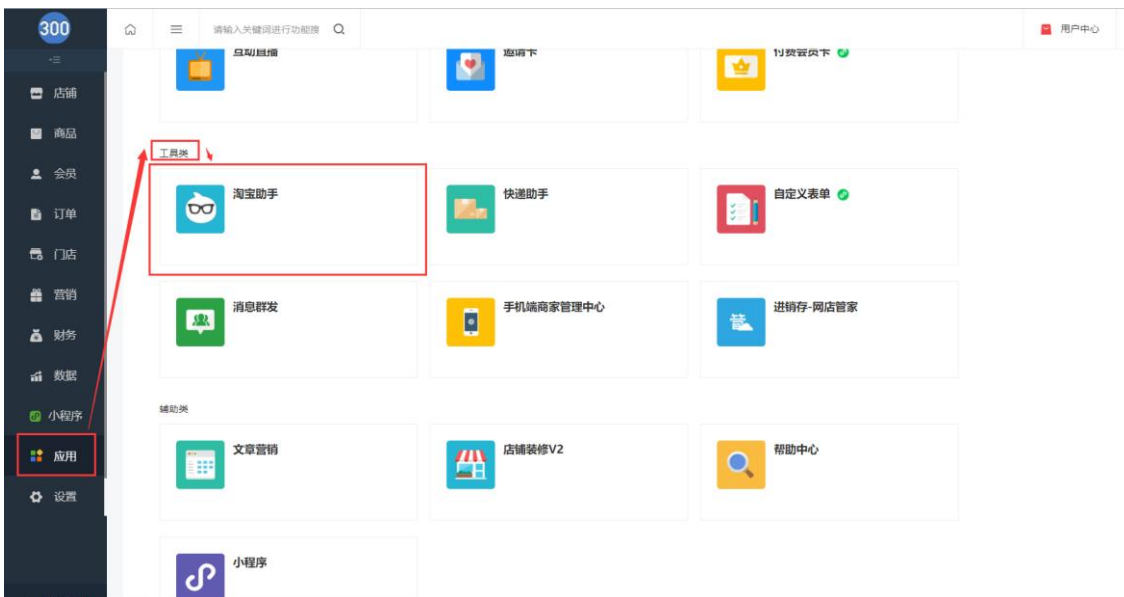 300
请输入关键词进行功能搜
用户中心
店铺
商品
会员
订单
门店
营销
财务
数据
小程序
应用
设置
互动直播
邀请卡
付费会员卡
工具类
淘宝助手
快递助手
自定义表单
消息群发
手机端商家管理中心
进销存-网店管家
辅助类
文章营销
店铺装修V2
帮助中心
小程序